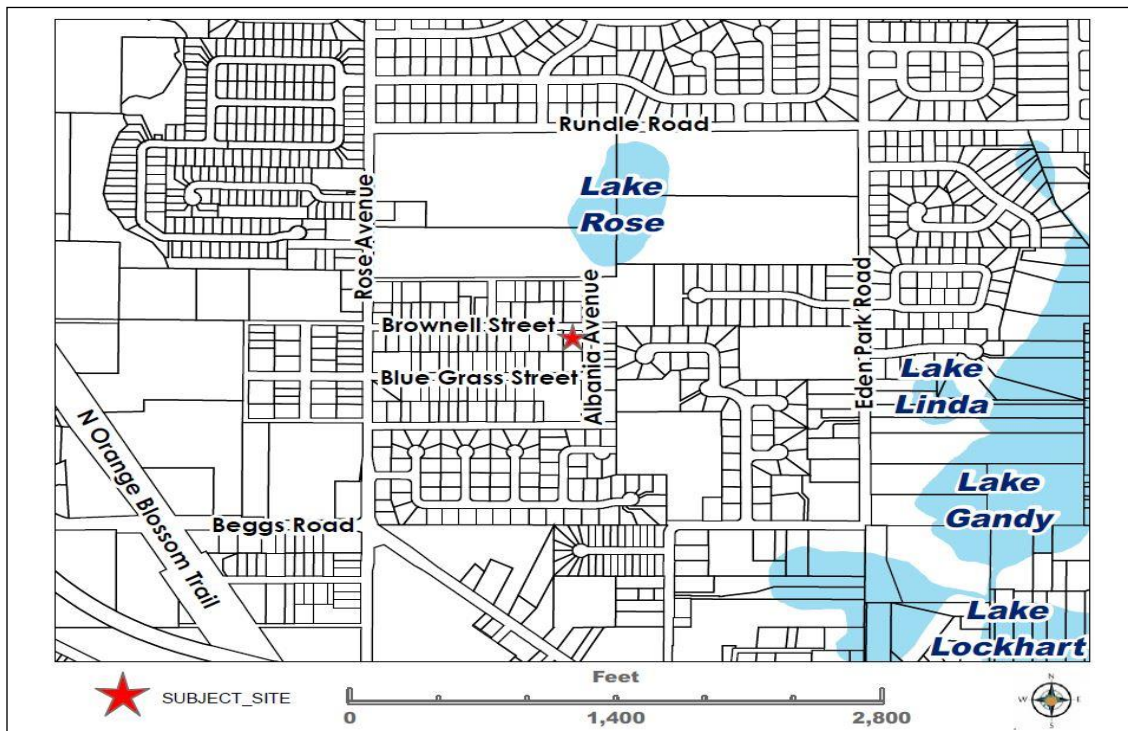 Rundle Road
Lake
Rose
Rose Avenue
Albania Avenue
Brownell Street
Blue Grass Street
Eden Park Road
Lake
Linda
N Orange Blossom Trail
Beggs Road
Lake
Gandy
Lake
Lockhart
SUBJECT_SITE
Feet
0
1,400
2,800
N
W
E
S